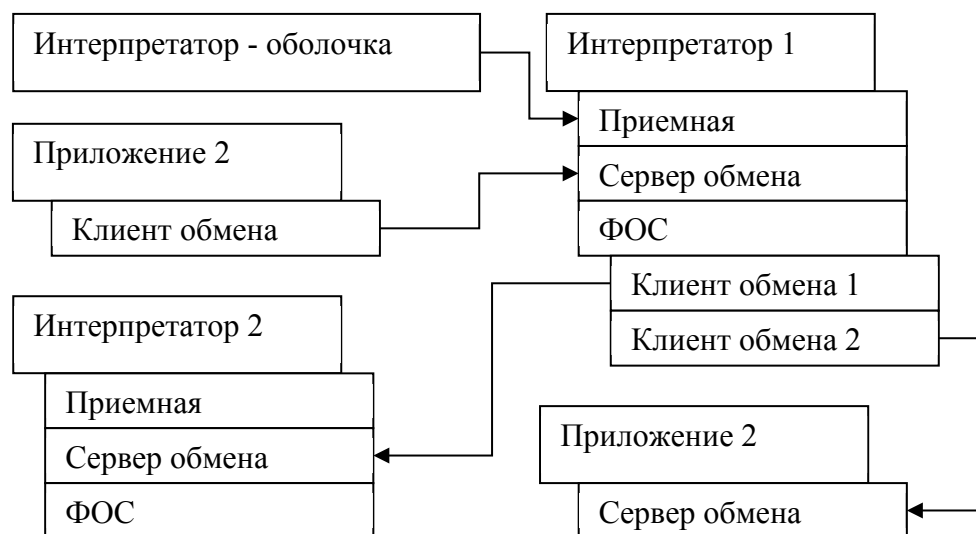 Интерпретатор - оболочка
Интерпретатор 1
Приемная
Сервер обмена
ФОС
Клиент обмена 1
Клиент обмена 2
Приложение 2
Клиент обмена
Интерпретатор 2
Приемная
Сервер обмена
ФОС
Приложение 2
Сервер обмена